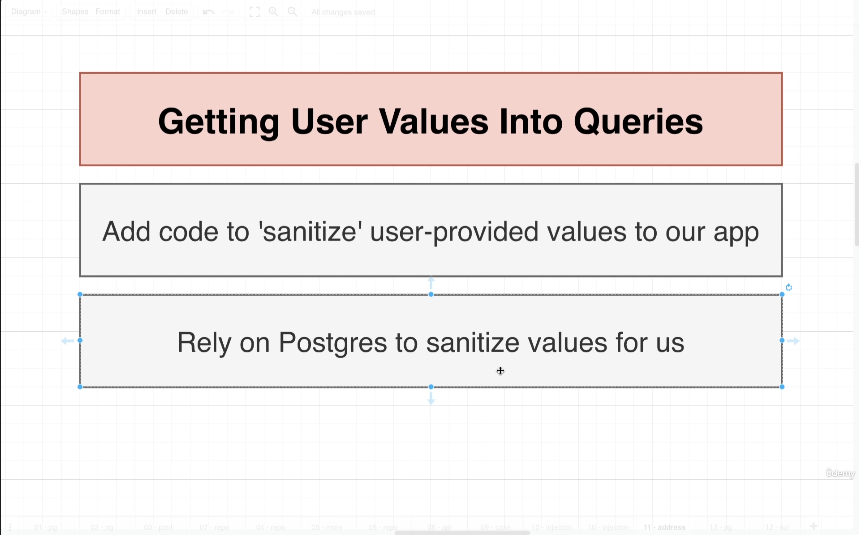 Diagram Shapes Format Insert Delete All changes saved
Getting User Values Into Queries
Add code to 'sanitize' user-provided values to our app
Rely on Postgres to sanitize values for us
ûdemy
11 - address